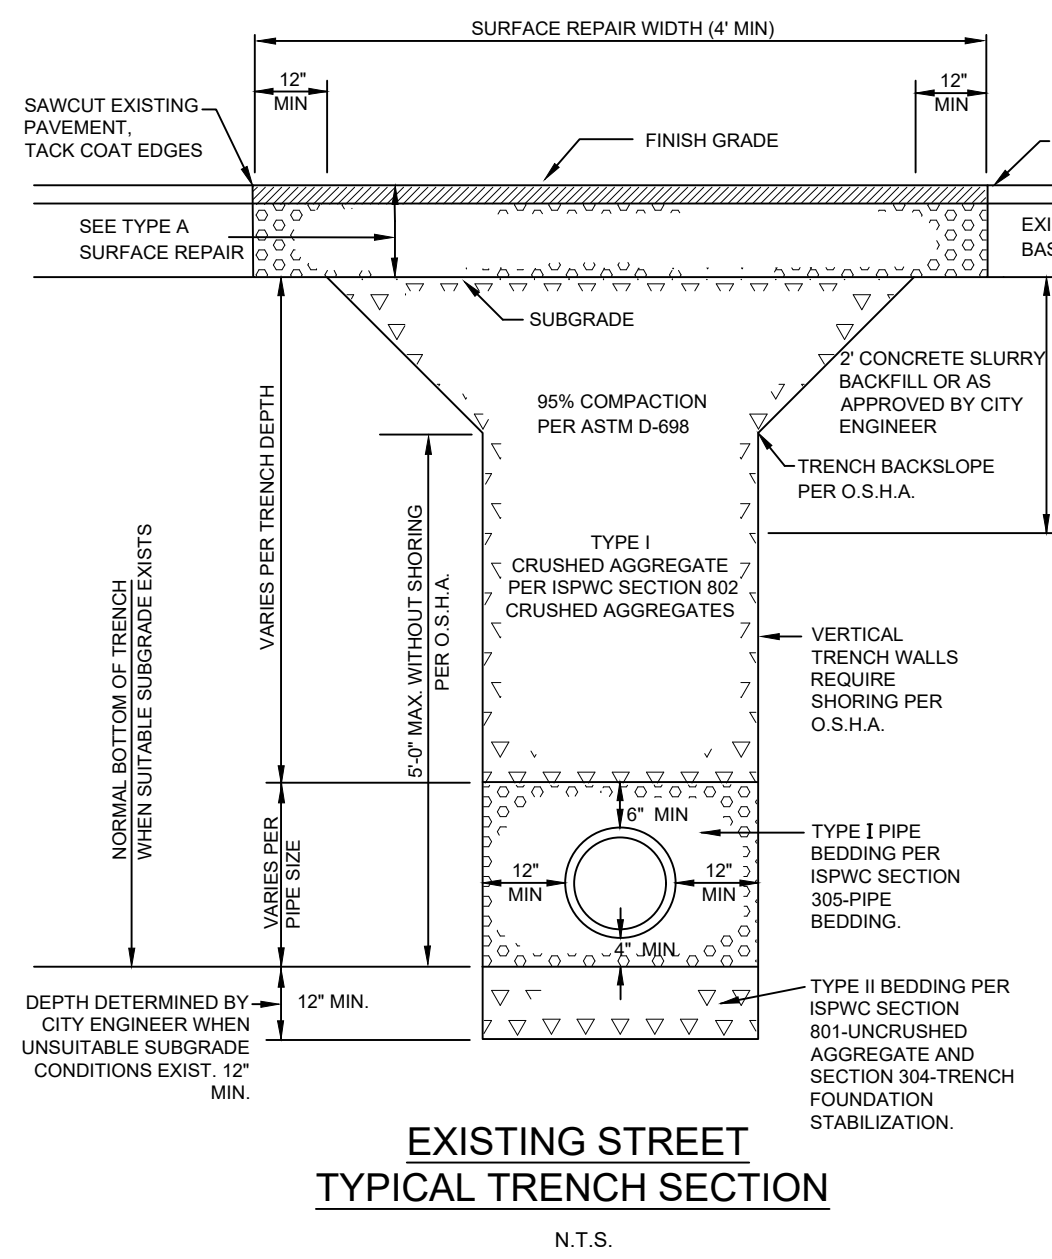 SURFACE REPAIR WIDTH (4' MIN)
12"
MIN
12"
MIN
SAWCUT EXISTING
PAVEMENT,
TACK COAT EDGES
FINISH GRADE
SEE TYPE A
SURFACE REPAIR
SUBGRADE
2' CONCRETE SLURRY
BACKFILL OR AS
APPROVED BY CITY
ENGINEER
95% COMPACTION
PER ASTM D-698
TRENCH BACKSLOPE
PER O.S.H.A.
VARIES PER TRENCH DEPTH
NORMAL BOTTOM OF TRENCH
WHEN SUITABLE SUBGRADE EXISTS
5'-0" MAX. WITHOUT SHORING
PER O.S.H.A.
TYPE I
CRUSHED AGGREGATE
PER ISPWC SECTION 802
CRUSHED AGGREGATES
VERTICAL
TRENCH WALLS
REQUIRE
SHORING PER
O.S.H.A.
VARIES PER
PIPE SIZE
6" MIN
12"
MIN
12"
MIN
4" MIN
TYPE I PIPE
BEDDING PER
ISPWC SECTION
305-PIPE
BEDDING.
DEPTH DETERMINED BY
CITY ENGINEER WHEN
UNSUITABLE SUBGRADE
CONDITIONS EXIST. 12"
MIN.
12" MIN.
TYPE II BEDDING PER
ISPWC SECTION
801-UNCRUSHED
AGGREGATE AND
SECTION 304-TRENCH
FOUNDATION
STABILIZATION.
EXISTING STREET
TYPICAL TRENCH SECTION
N.T.S.